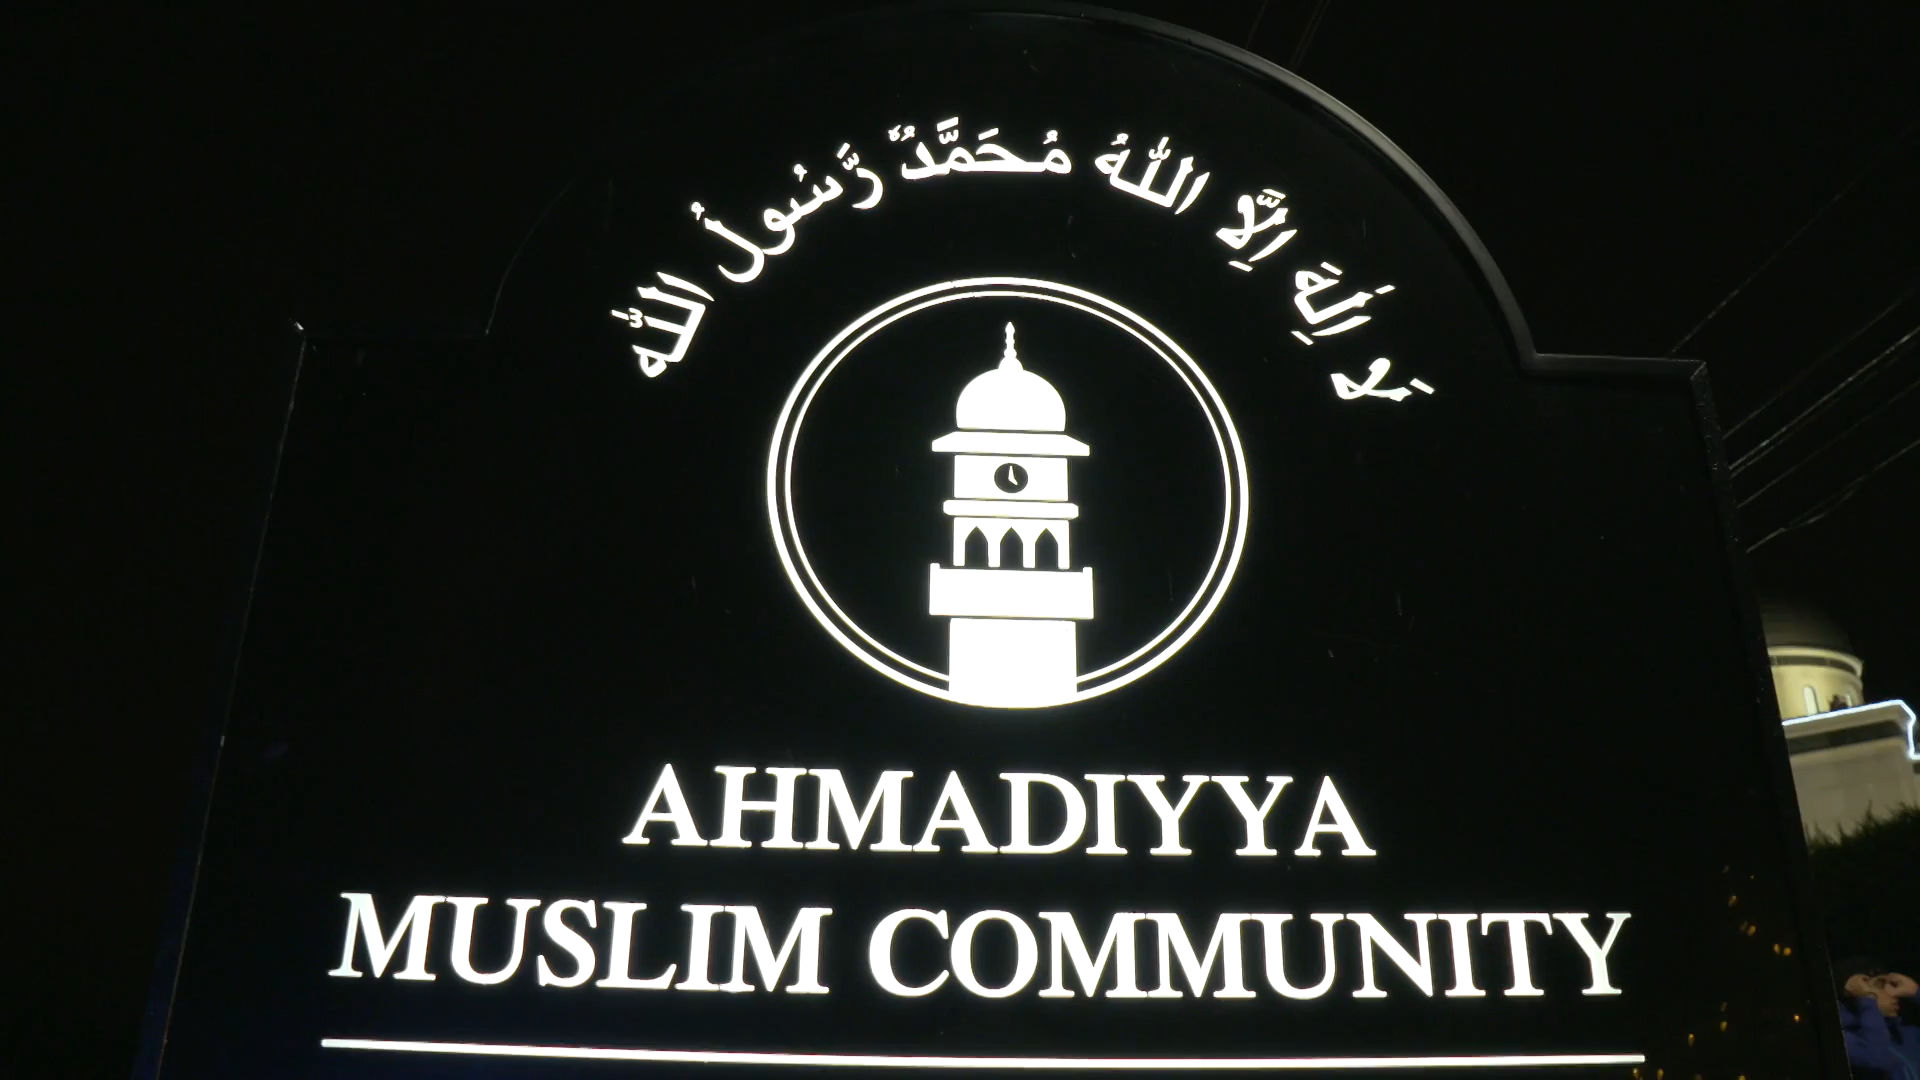 لَا اِلٰهَ اِلَّا اللّٰهُ مُحَمَّدٌ رَّسُولُ اللّٰهِ
AHMADIYYA
MUSLIM COMMUNITY